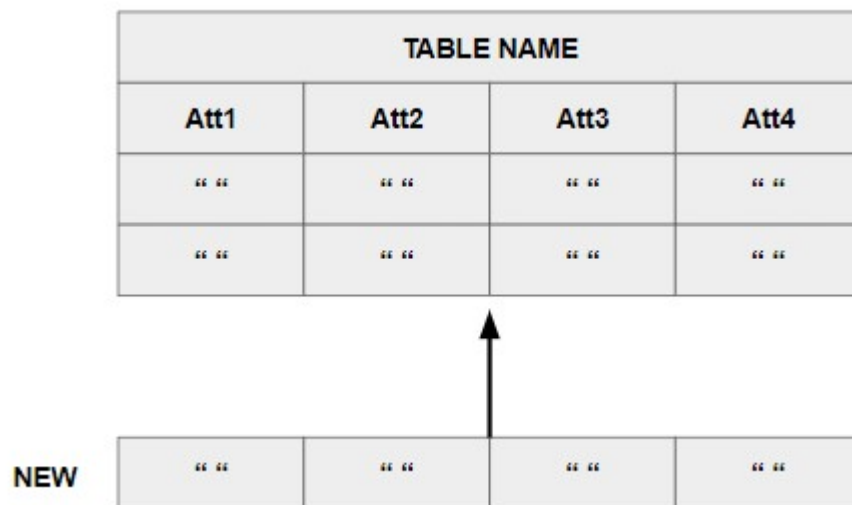 TABLE NAME
Att1 Att2 Att3 Att4
“ “ “ “ “ “ “ “
“ “ “ “ “ “ “ “
NEW “ “ “ “ “ “ “ “